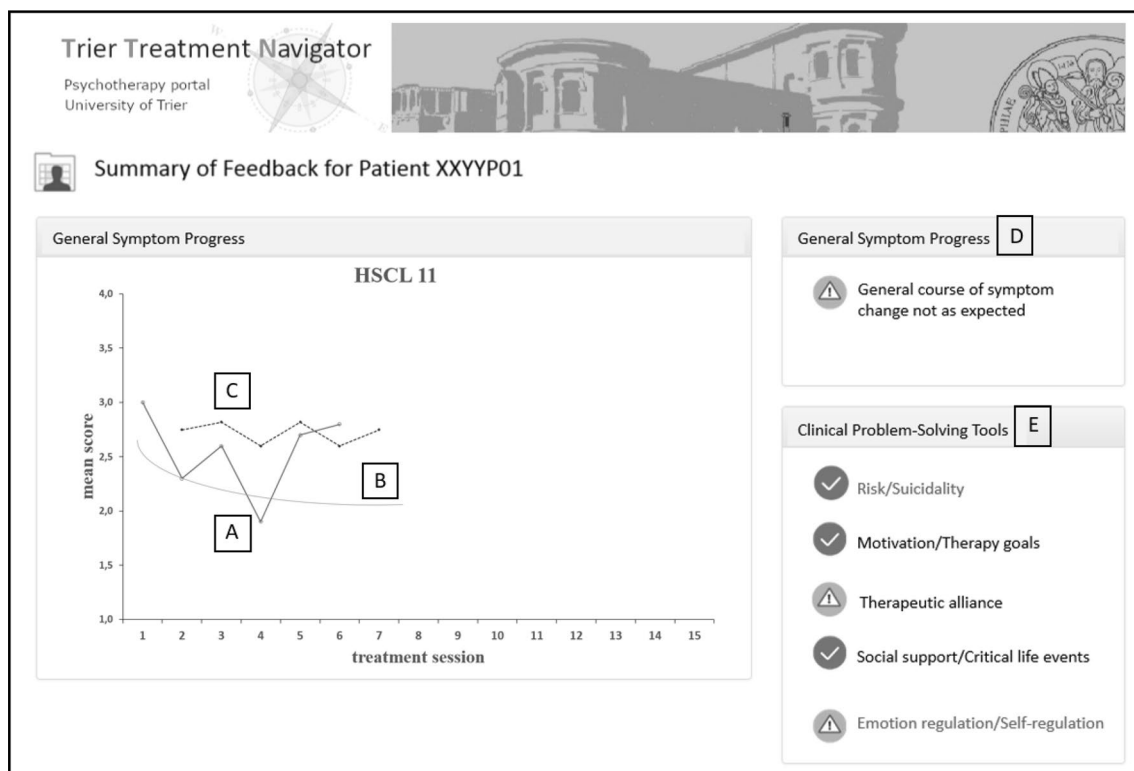 Trier Treatment Navigator
Psychotherapy portal
University of Trier
Summary of Feedback for Patient XXYYP01
General Symptom Progress
HSCL 11
4,0
3,5
3,0
2,5
2,0
1,5
1,0
mean score
C
B
A
1 2 3 4 5 6 7 8 9 10 11 12 13 14 15
treatment session
General Symptom Progress D
General course of symptom
change not as expected
Clinical Problem-Solving Tools E
Risk/Suicidality
Motivation/Therapy goals
Therapeutic alliance
Social support/Critical life events
Emotion regulation/Self-regulation